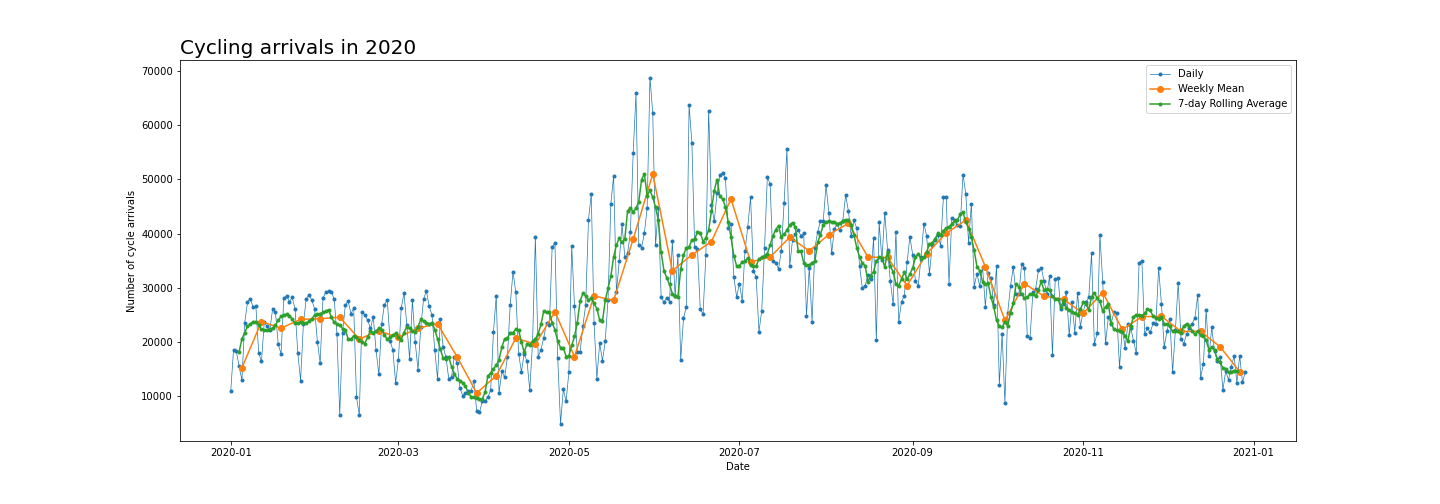 Cycling arrivals in 2020
Daily
Weekly Mean
7-day Rolling Average
70000
60000
50000
40000
30000
20000
10000
Number of cycle arrivals
2020-01
2020-03
2020-05
2020-07
2020-09
2020-11
2021-01
Date